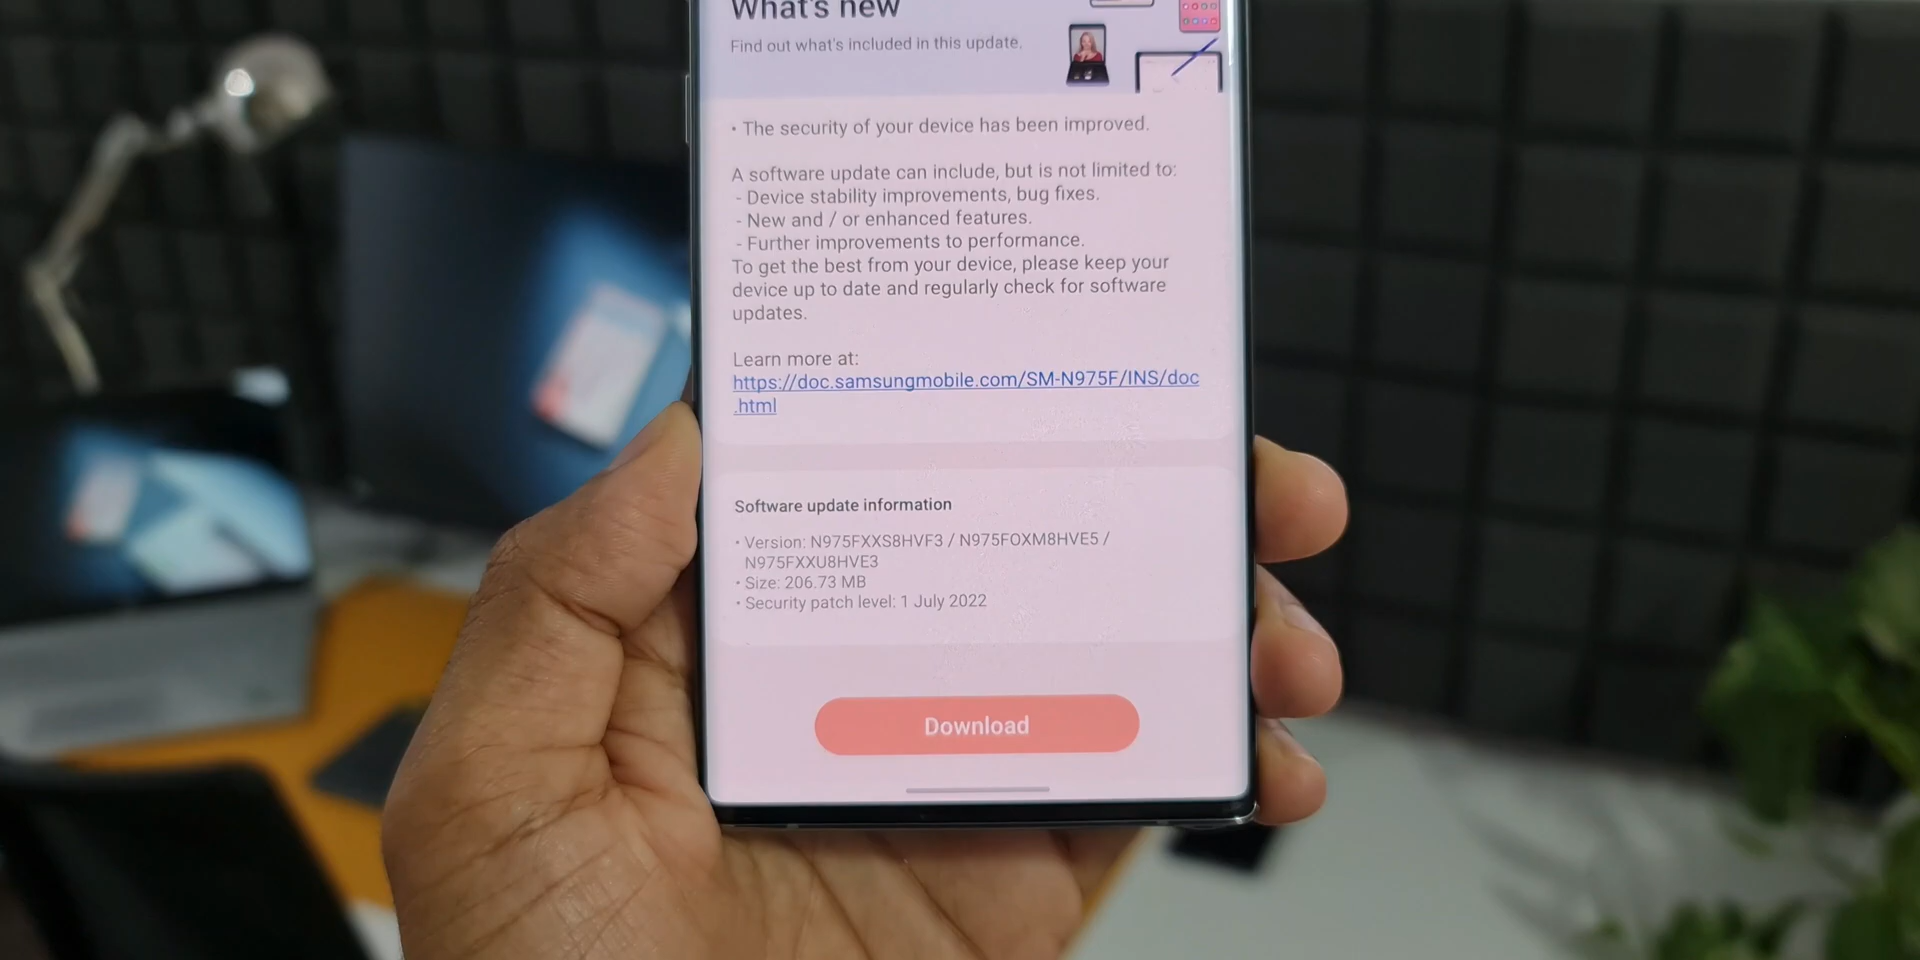 What's new
Find out what's included in this update.
• The security of your device has been improved.
A software update can include, but is not limited to:
- Device stability improvements, bug fixes.
- New and / or enhanced features.
- Further improvements to performance.
To get the best from your device, please keep your
device up to date and regularly check for software
updates.
Learn more at:
https://doc.samsungmobile.com/SM-N975F/INS/doc
.html
Software update information
• Version: N975FXXS8HVF3 / N975FOXM8HVE5 /
N975FXXU8HVE3
• Size: 206.73 MB
• Security patch level: 1 July 2022
Download